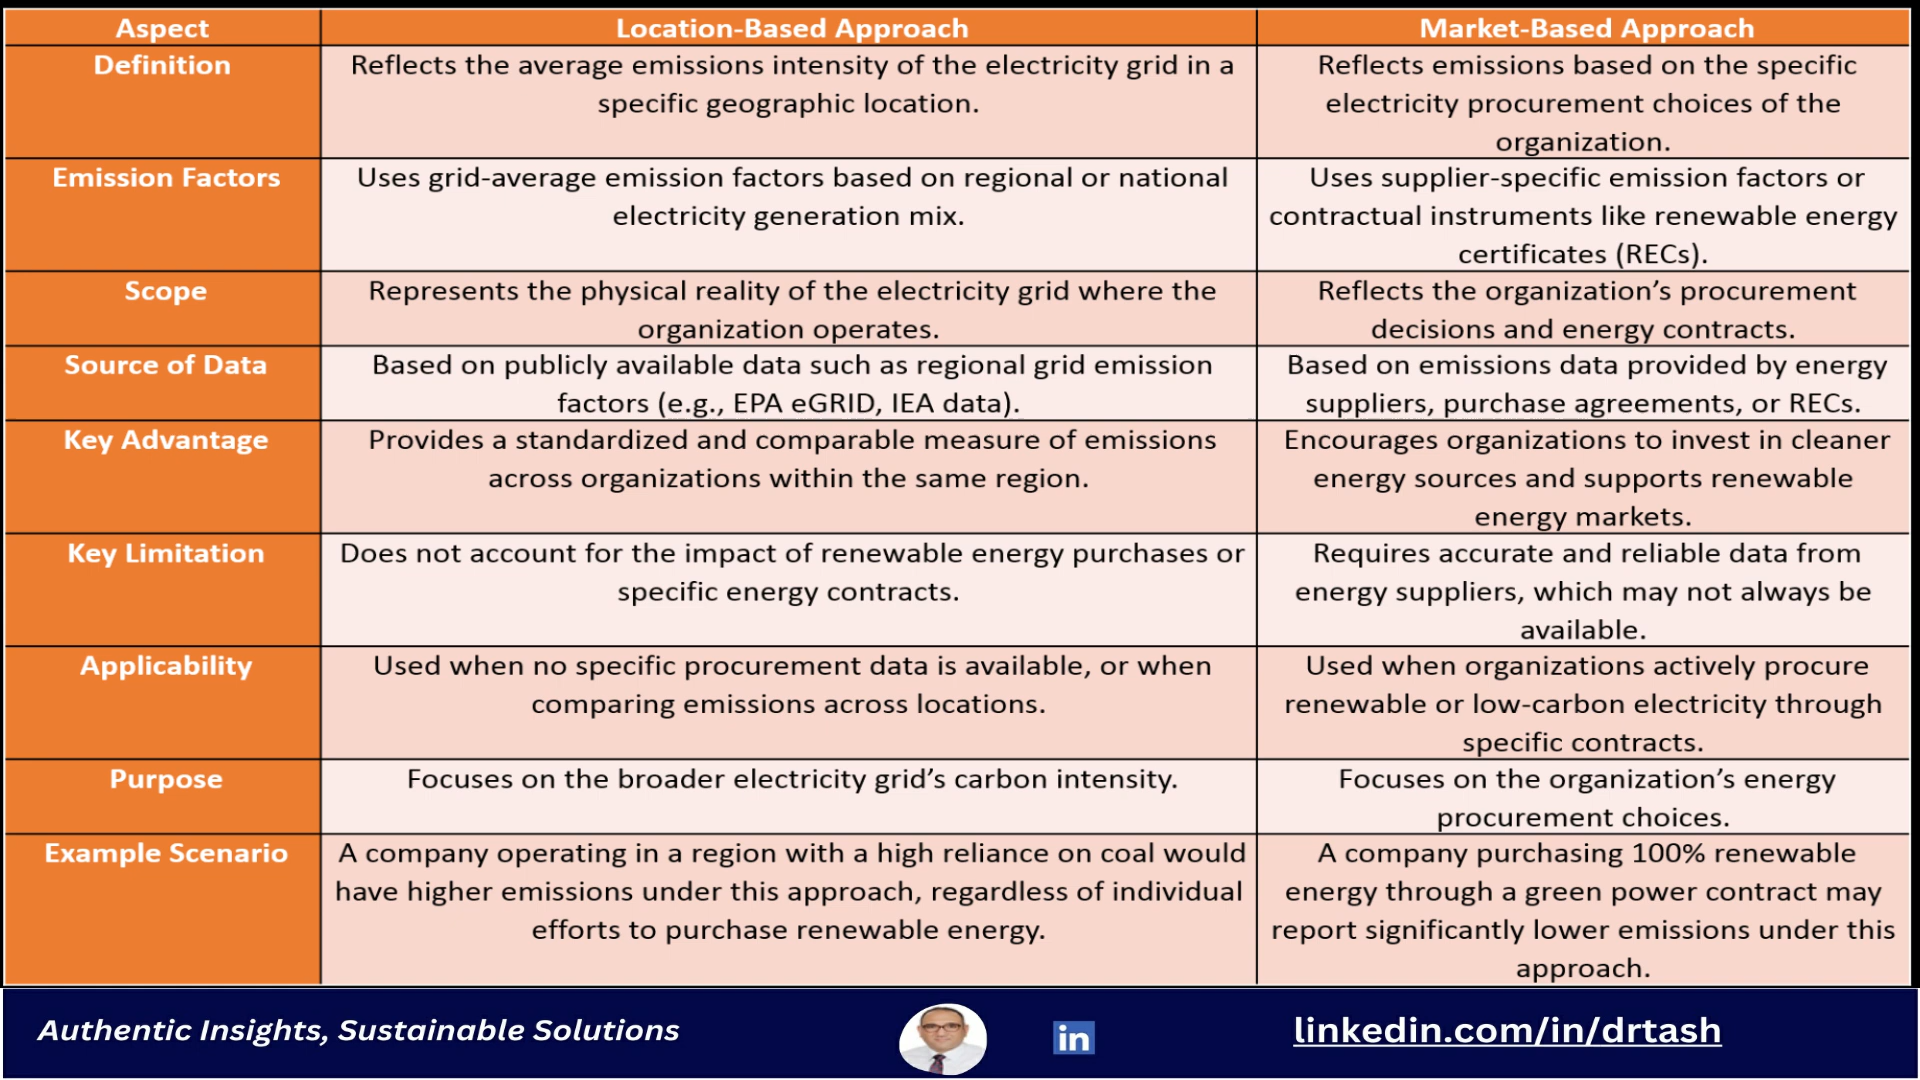 Aspect
Location-Based Approach
Market-Based Approach
Definition
Reflects the average emissions intensity of the electricity grid in a
specific geographic location.
Reflects emissions based on the specific
electricity procurement choices of the
organization.
Emission Factors
Uses grid-average emission factors based on regional or national
electricity generation mix.
Uses supplier-specific emission factors or
contractual instruments like renewable energy
certificates (RECs).
Scope
Represents the physical reality of the electricity grid where the
organization operates.
Reflects the organization’s procurement
decisions and energy contracts.
Source of Data
Based on publicly available data such as regional grid emission
factors (e.g., EPA eGRID, IEA data).
Based on emissions data provided by energy
suppliers, purchase agreements, or RECs.
Key Advantage
Provides a standardized and comparable measure of emissions
across organizations within the same region.
Encourages organizations to invest in cleaner
energy sources and supports renewable
energy markets.
Key Limitation
Does not account for the impact of renewable energy purchases or
specific energy contracts.
Requires accurate and reliable data from
energy suppliers, which may not always be
available.
Applicability
Used when no specific procurement data is available, or when
comparing emissions across locations.
Used when organizations actively procure
renewable or low-carbon electricity through
specific contracts.
Purpose
Focuses on the broader electricity grid’s carbon intensity.
Focuses on the organization’s energy
procurement choices.
Example Scenario
A company operating in a region with a high reliance on coal would
have higher emissions under this approach, regardless of individual
efforts to purchase renewable energy.
A company purchasing 100% renewable
energy through a green power contract may
report significantly lower emissions under this
approach.
Authentic Insights, Sustainable Solutions
in
linkedin.com/in/drtash